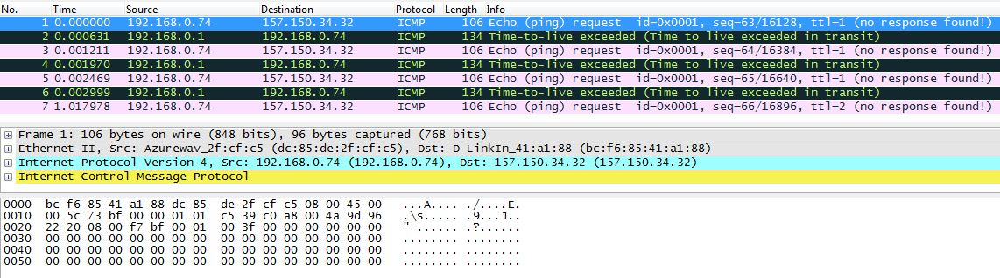 No. Time Source Destination Protocol Length Info
1 0.000000 192.168.0.74 157.150.34.32 ICMP 106 Echo (ping) request id=0x0001, seq=63/16128, ttl=1 (no response found!)
2 0.000631 192.168.0.1 192.168.0.74 ICMP 134 Time-to-live exceeded (Time to live exceeded in transit)
3 0.001211 192.168.0.74 157.150.34.32 ICMP 106 Echo (ping) request id=0x0001, seq=64/16384, ttl=1 (no response found!)
4 0.001970 192.168.0.1 192.168.0.74 ICMP 134 Time-to-live exceeded (Time to live exceeded in transit)
5 0.002469 192.168.0.74 157.150.34.32 ICMP 106 Echo (ping) request id=0x0001, seq=65/16640, ttl=1 (no response found!)
6 0.002999 192.168.0.1 192.168.0.74 ICMP 134 Time-to-live exceeded (Time to live exceeded in transit)
7 1.017978 192.168.0.74 157.150.34.32 ICMP 106 Echo (ping) request id=0x0001, seq=66/16896, ttl=2 (no response found!)
Frame 1: 106 bytes on wire (848 bits), 96 bytes captured (768 bits)
Ethernet II, Src: Azurewav_2f:cf:c5 (dc:85:de:2f:cf:c5), Dst: D-LinkIn_41:a1:88 (bc:f6:85:41:a1:88)
Internet Protocol Version 4, Src: 192.168.0.74 (192.168.0.74), Dst: 157.150.34.32 (157.150.34.32)
Internet Control Message Protocol
0000 bc f6 85 41 a1 88 dc 85 de 2f cf c5 08 00 45 00 ...A.... ./....E.
0010 00 5c 73 bf 00 00 01 01 c5 39 c0 a8 00 4a 9d 96 .\s..... .9...J..
0020 22 20 08 00 f7 bf 00 01 00 3f 00 00 00 00 00 00 " ...... .?......
0030 00 00 00 00 00 00 00 00 00 00 00 00 00 00 00 00 ........ ........
0040 00 00 00 00 00 00 00 00 00 00 00 00 00 00 00 00 ........ ........
0050 00 00 00 00 00 00 00 00 00 00 00 00 00 00 00 00 ........ ........